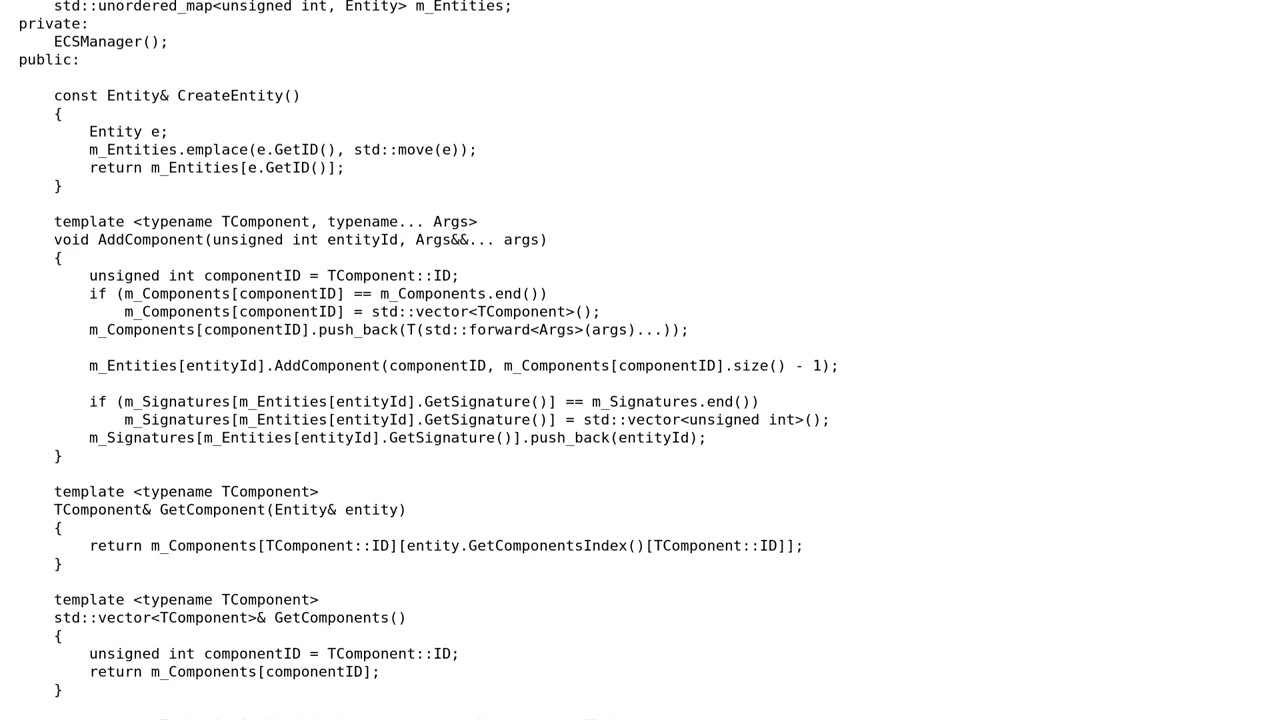 std::unordered_map<unsigned int, Entity> m_Entities;
private:
    ECSManager();
public:

    const Entity& CreateEntity()
    {
        Entity e;
        m_Entities.emplace(e.GetID(), std::move(e));
        return m_Entities[e.GetID()];
    }

    template <typename TComponent, typename... Args>
    void AddComponent(unsigned int entityId, Args&&... args)
    {
        unsigned int componentID = TComponent::ID;
        if (m_Components[componentID] == m_Components.end())
            m_Components[componentID] = std::vector<TComponent>();
        m_Components[componentID].push_back(T(std::forward<Args>(args)...));

        m_Entities[entityId].AddComponent(componentID, m_Components[componentID].size() - 1);

        if (m_Signatures[m_Entities[entityId].GetSignature()] == m_Signatures.end())
            m_Signatures[m_Entities[entityId].GetSignature()] = std::vector<unsigned int>();
        m_Signatures[m_Entities[entityId].GetSignature()].push_back(entityId);
    }

    template <typename TComponent>
    TComponent& GetComponent(Entity& entity)
    {
        return m_Components[TComponent::ID][entity.GetComponentsIndex()[TComponent::ID]];
    }

    template <typename TComponent>
    std::vector<TComponent>& GetComponents()
    {
        unsigned int componentID = TComponent::ID;
        return m_Components[componentID];
    }